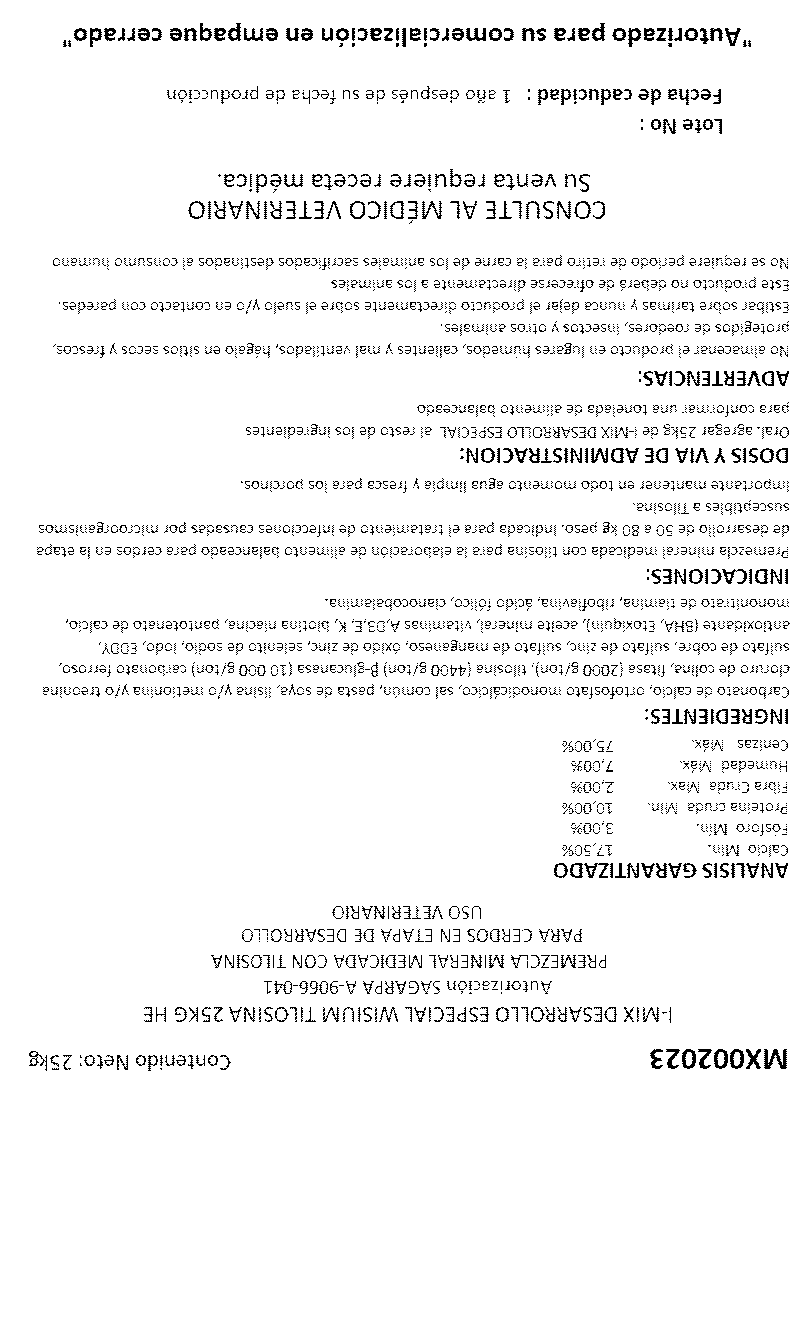 MX002023 Contenido Neto: 25kg
I-MIX DESARROLLO ESPECIAL WISIUM TILOSINA 25KG HE
Autorización SAGARPA A-9066-041
PREMEZCLA MINERAL MEDICADA CON TILOSINA
PARA CERDOS EN ETAPA DE DESARROLLO
USO VETERINARIO
ANALISIS GARANTIZADO
Calcio Min. 17,50%
Fósforo Mín. 3,00%
Proteína cruda Min. 10,00%
Fibra Cruda Max. 2,00%
Humedad Máx. 7,00%
Cenizas Máx. 75,00%
INGREDIENTES:
Carbonato de calcio, ortofosfato monodicálcico, sal común, pasta de soya, lisina y/o metionina y/o treonina
cloruro de colina, fitasa (2000 g/ton), tilosina (4400 g/ton) β-glucanasa (10 000 g/ton) carbonato ferroso,
sulfato de cobre, sulfato de zinc, sulfato de manganeso, óxido de zinc, selenito de sodio, Iodo, EDDY,
antioxidante (BHA, Etoxiquin), aceite mineral, vitaminas A,D3,E, K, biotina niacina, pantotenato de calcio,
mononitrato de tiamina, riboflavina, ácido fólico, cianocobalamina.
INDICACIONES:
Premezcla mineral medicada con tilosina para la elaboración de alimento balanceado para cerdos en la etapa
de desarrollo de 50 a 80 kg peso. Indicada para el tratamiento de infecciones causadas por microorganismos
susceptibles a Tilosina.
Importante mantener en todo momento agua limpia y fresca para los porcinos.
DOSIS Y VIA DE ADMINISTRACION:
Oral. agregar 25kg de I-MIX DESARROLLO ESPECIAL al resto de los ingredientes
para conformar una tonelada de alimento balanceado
ADVERTENCIAS:
No almacenar el producto en lugares húmedos, calientes y mal ventilados, hágalo en sitios secos y frescos,
protegidos de roedores, insectos y otros animales.
Estibar sobre tarimas y nunca dejar el producto directamente sobre el suelo y/o en contacto con paredes.
Este producto no deberá de ofrecerse directamente a los animales
No se requiere periodo de retiro para la carne de los animales sacrificados destinados al consumo humano
CONSULTE AL MÉDICO VETERINARIO
Su venta requiere receta médica.
Lote No :
Fecha de caducidad : 1 año después de su fecha de producción
"Autorizado para su comercialización en empaque cerrado"